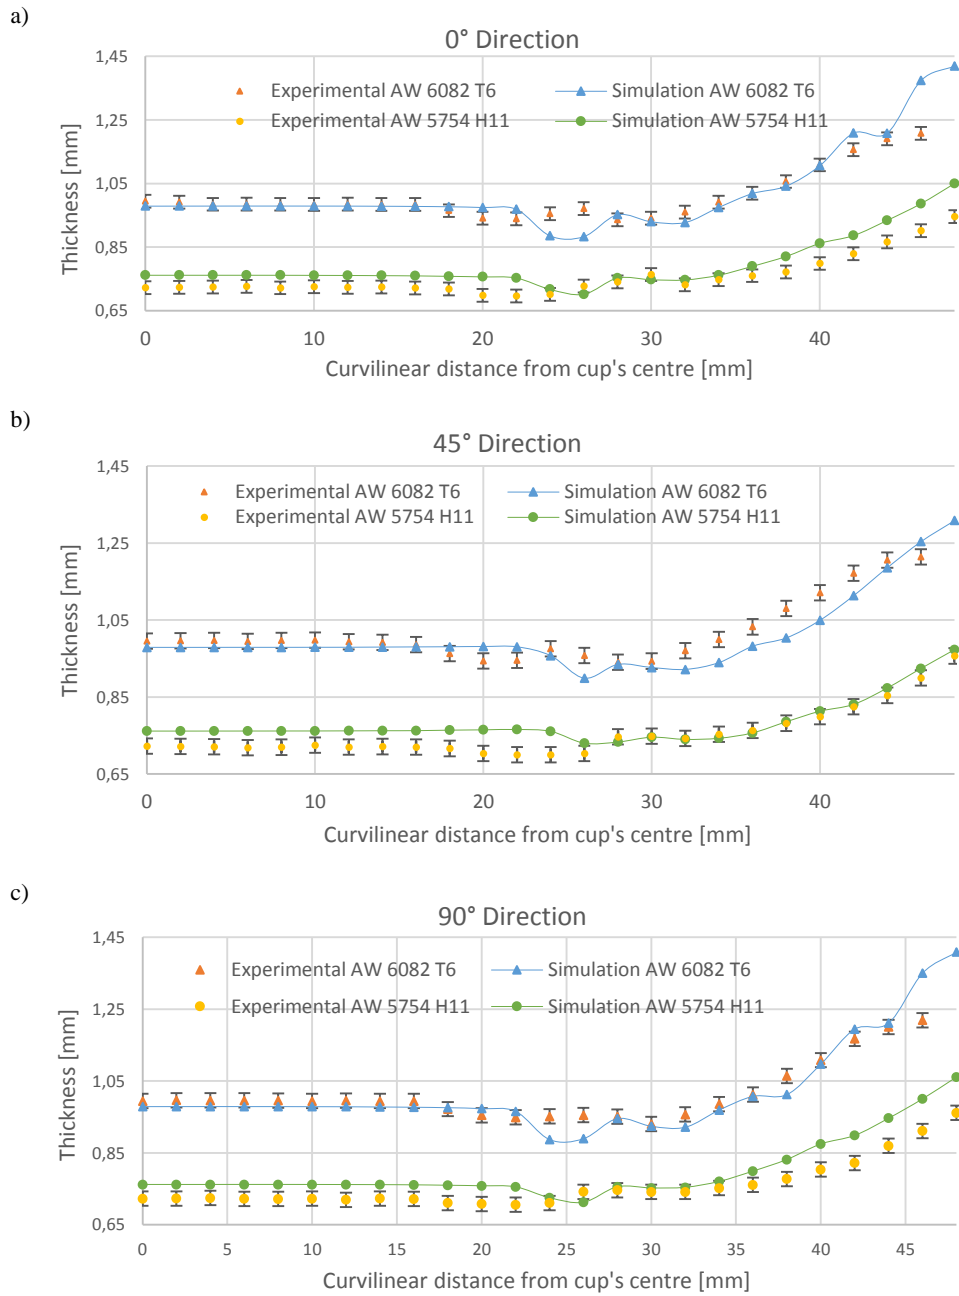 a)
0° Direction
1,45
1,25
1,05
0,85
0,65
Thickness [mm]
Experimental AW 6082 T6
Simulation AW 6082 T6
Experimental AW 5754 H11
Simulation AW 5754 H11
0
10
20
30
40
Curvilinear distance from cup's centre [mm]
b)
45° Direction
1,45
1,25
1,05
0,85
0,65
Thickness [mm]
Experimental AW 6082 T6
Simulation AW 6082 T6
Experimental AW 5754 H11
Simulation AW 5754 H11
0
10
20
30
40
Curvilinear distance from cup's centre [mm]
c)
90° Direction
1,45
1,25
1,05
0,85
0,65
Thickness [mm]
Experimental AW 6082 T6
Simulation AW 6082 T6
Experimental AW 5754 H11
Simulation AW 5754 H11
0
5
10
15
20
25
30
35
40
45
Curvilinear distance from cup's centre [mm]